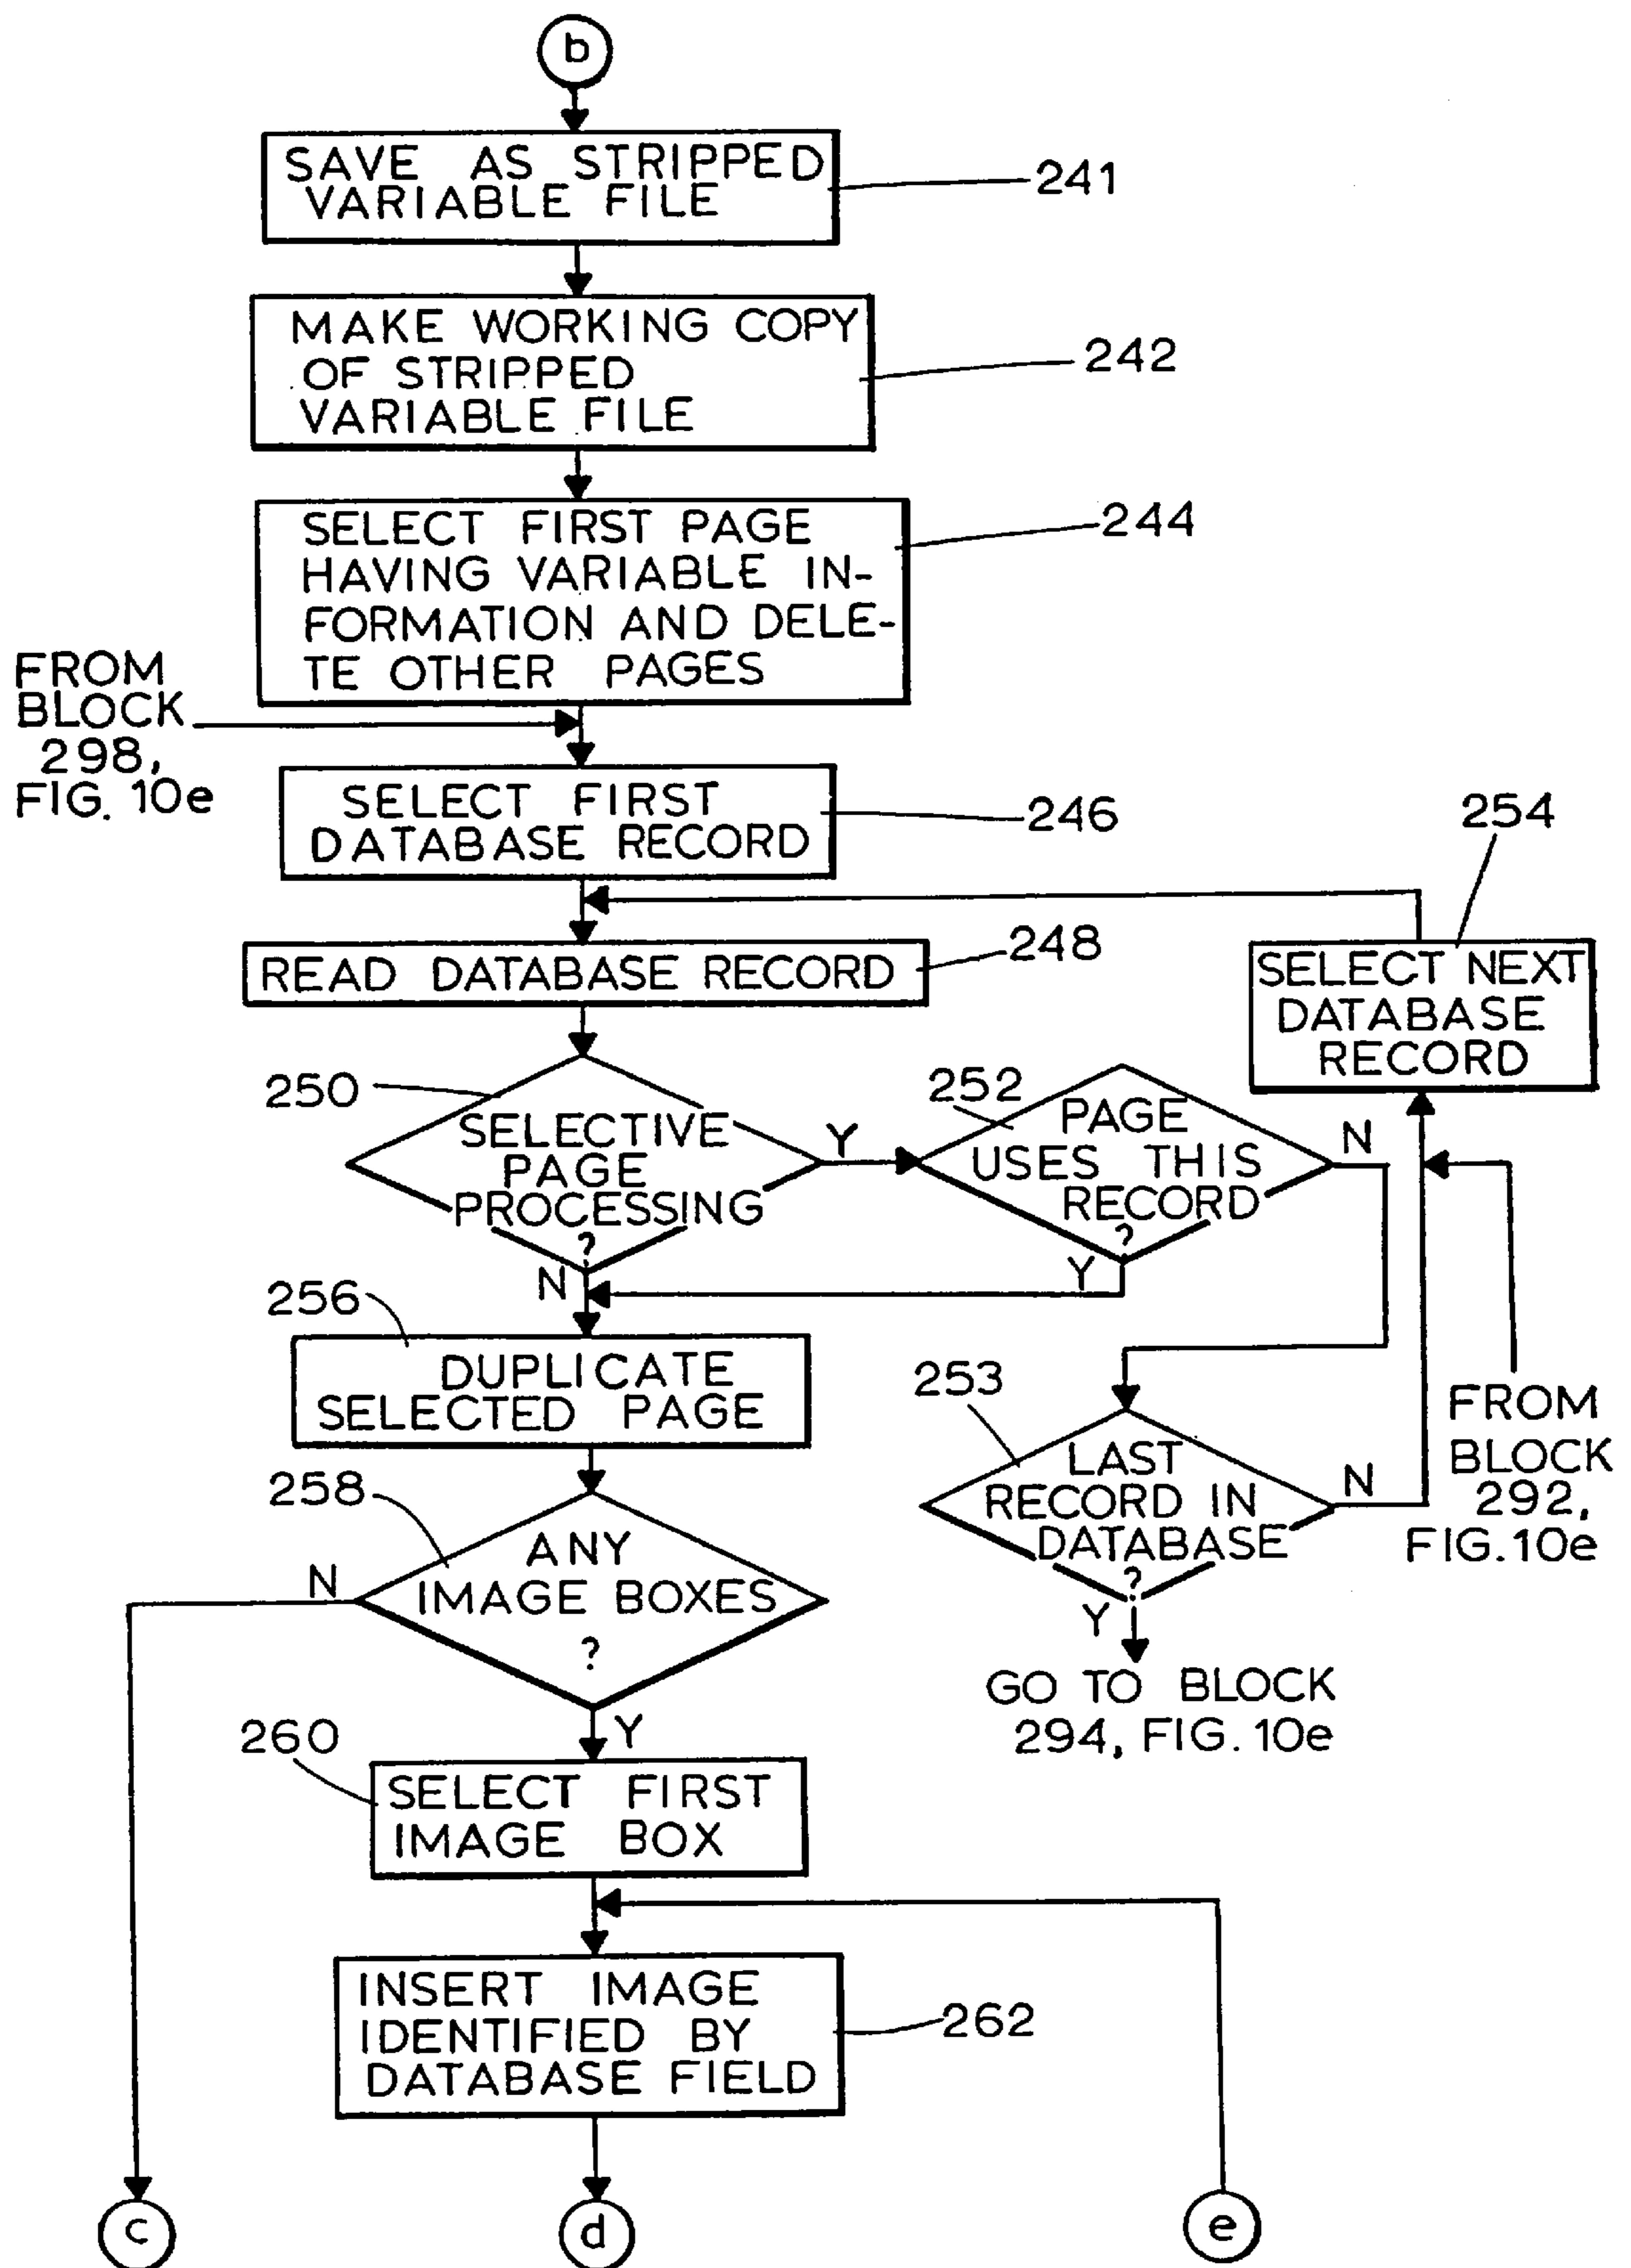 b
SAVE AS STRIPPED
VARIABLE FILE
241
MAKE WORKING COPY
OF STRIPPED
VARIABLE FILE
242
SELECT FIRST PAGE
HAVING VARIABLE IN-
FORMATION AND DELE-
TE OTHER PAGES
244
FROM
BLOCK
298,
FIG. 10e
SELECT FIRST
DATABASE RECORD
246
254
READ DATABASE RECORD
248
SELECT NEXT
DATABASE
RECORD
250
SELECTIVE
PAGE
PROCESSING
?
Y
N
252
PAGE
USES THIS
RECORD
?
N
Y
256
DUPLICATE
SELECTED PAGE
253
LAST
RECORD IN
DATABASE
?
N
Y
FROM
BLOCK
292,
FIG. 10e
GO TO BLOCK
294, FIG. 10e
258
ANY
IMAGE BOXES
?
N
Y
260
SELECT FIRST
IMAGE BOX
INSERT IMAGE
IDENTIFIED BY
DATABASE FIELD
262
c
d
e